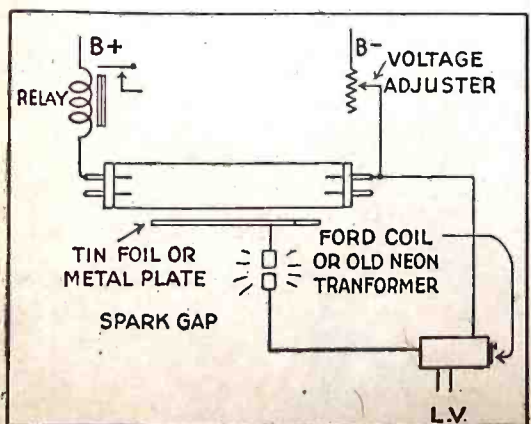 B+
B-
RELAY
VOLTAGE
ADJUSTER
TIN FOIL OR
METAL PLATE
FORD COIL
OR OLD NEON
TRANFORMER
SPARK GAP
L.V.